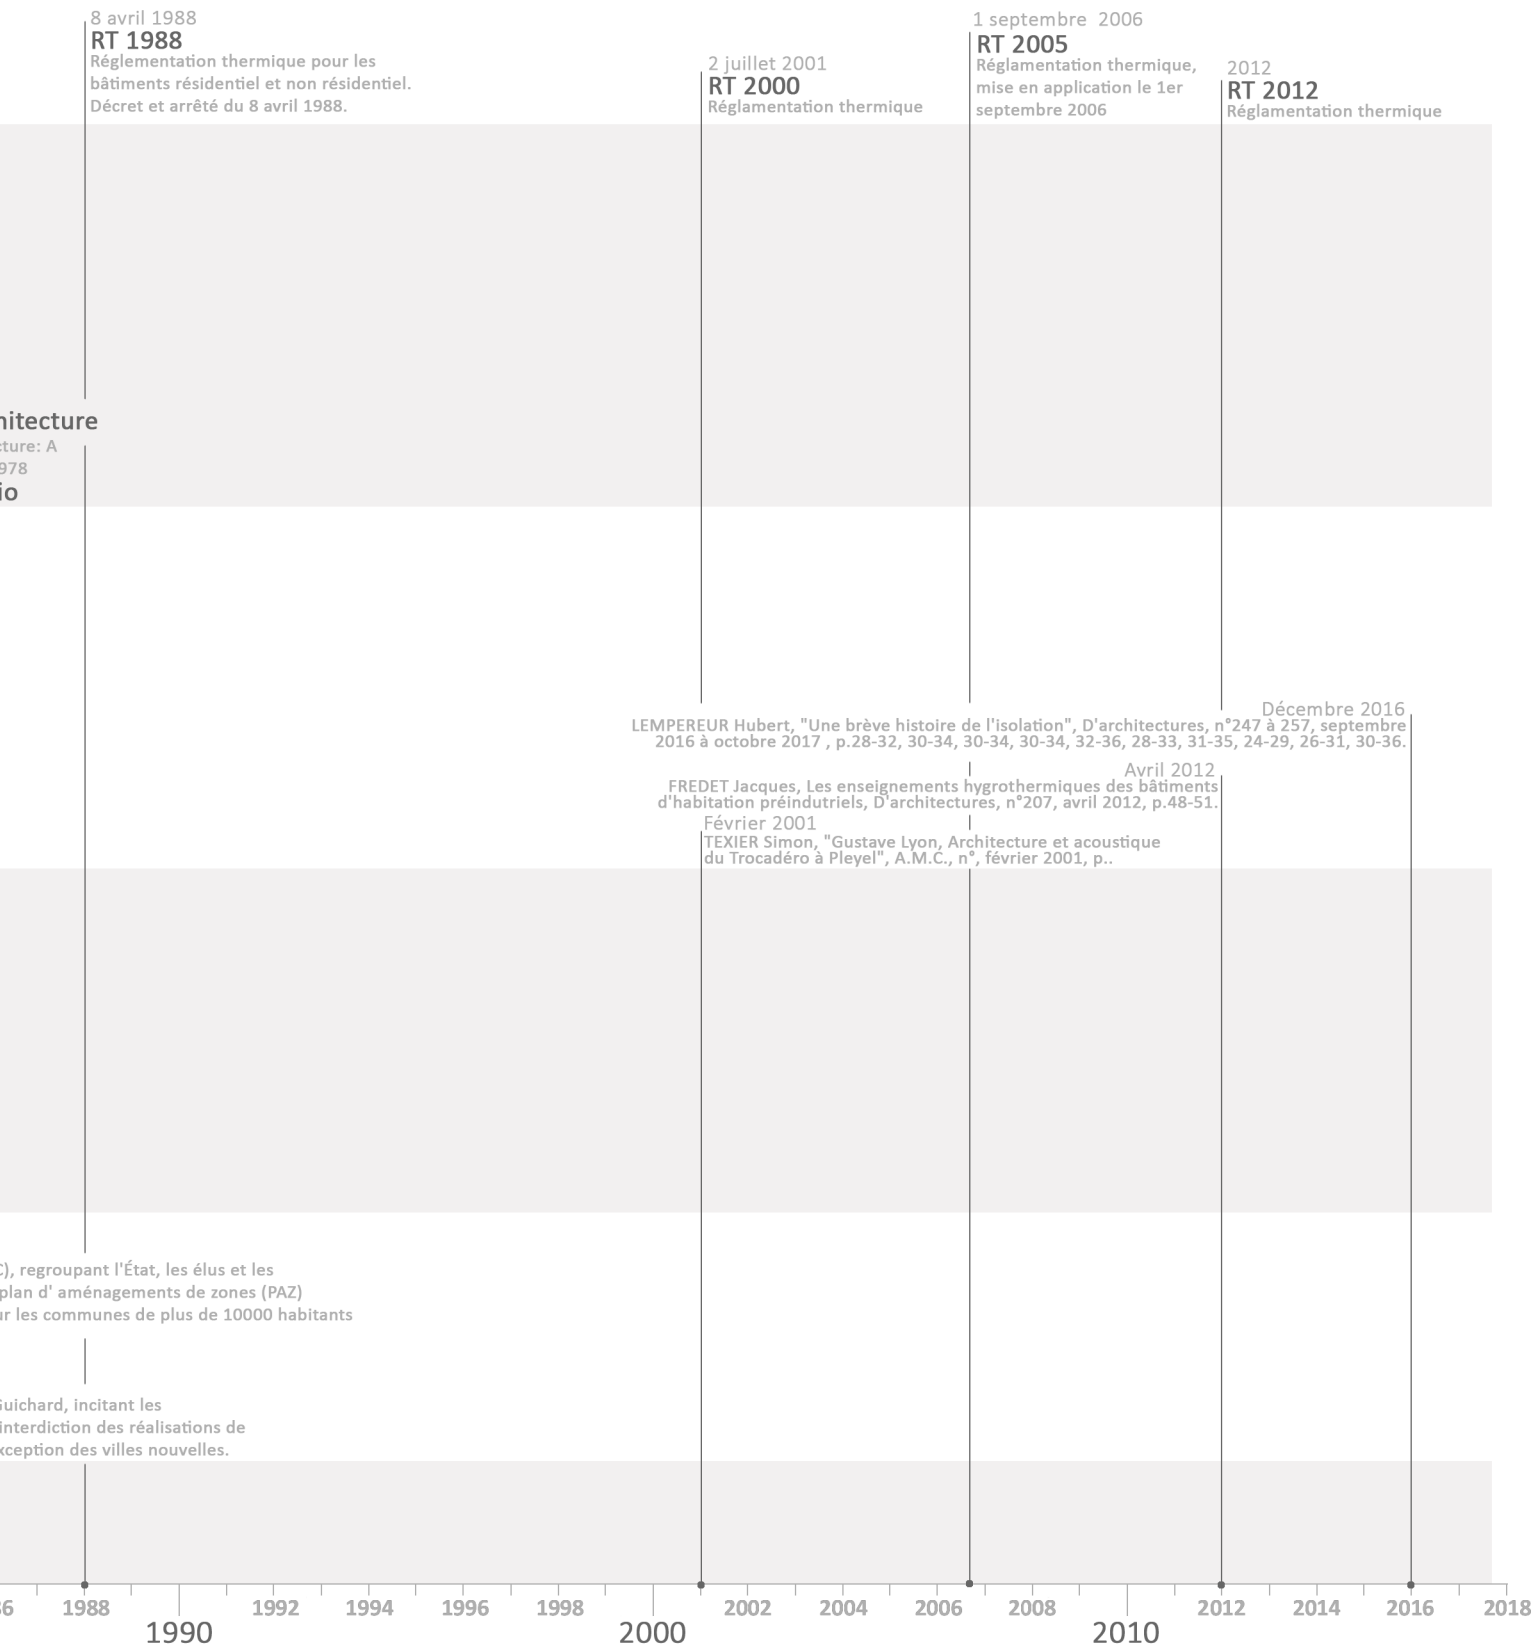 8 avril 1988
RT 1988
Réglementation thermique pour les
bâtiments résidentiel et non résidentiel.
Décret et arrêté du 8 avril 1988.
2 juillet 2001
RT 2000
Réglamentation thermique
1 septembre 2006
RT 2005
Réglamentation thermique,
mise en application le 1er
septembre 2006
2012
RT 2012
Réglamentation thermique
hitecture
cture: A
978
io
Décembre 2016
LEMPEREUR Hubert, "Une brève histoire de l'isolation", D'architectures, n°247 à 257, septembre
2016 à octobre 2017 , p.28-32, 30-34, 30-34, 30-34, 32-36, 28-33, 31-35, 24-29, 26-31, 30-36.
Avril 2012
FREDET Jacques, Les enseignements hygrothermiques des bâtiments
d'habitation préindutriels, D'architectures, n°207, avril 2012, p.48-51.
Février 2001
TEXIER Simon, "Gustave Lyon, Architecture et acoustique
du Trocadéro à Pleyel", A.M.C., n°, février 2001, p..
C), regroupant l'État, les élus et les
plan d' aménagements de zones (PAZ)
ur les communes de plus de 10000 habitants
Guichard, incitant les
interdiction des réalisations de
xception des villes nouvelles.
86 1988 1992 1994 1996 1998 2002 2004 2006 2008 2012 2014 2016 2018
1990 2000 2010